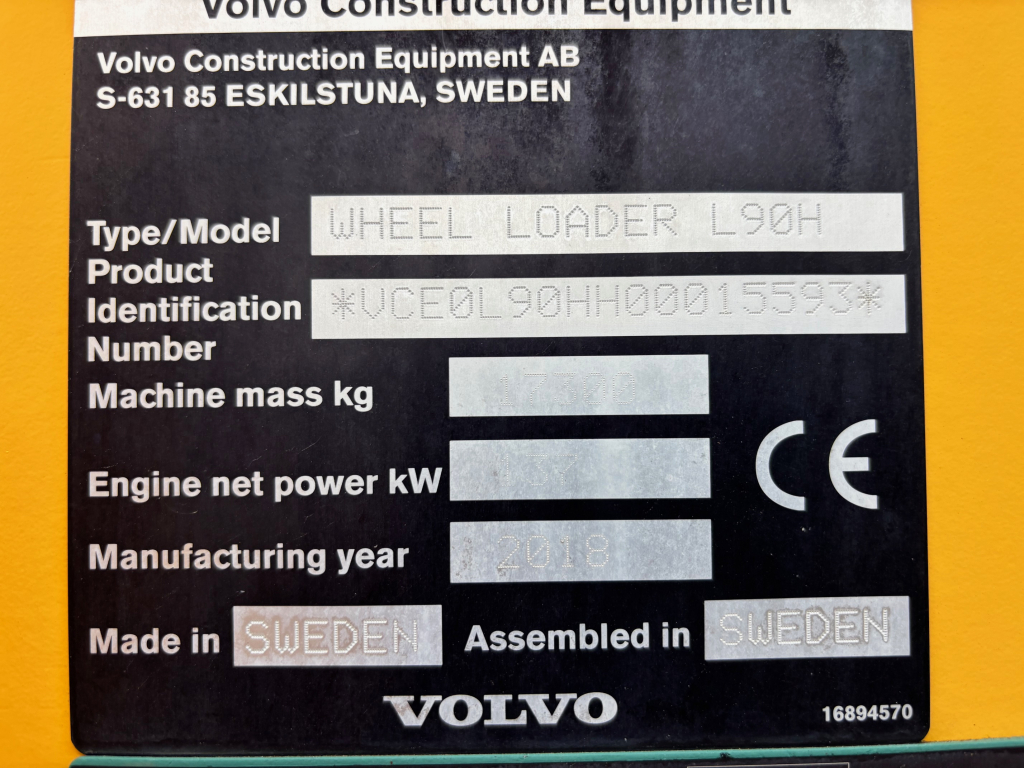 Volvo Construction Equipment
Volvo Construction Equipment AB
S-631 85 ESKILSTUNA, SWEDEN
Type/Model WHEEL LOADER L90H
Product
Identification *VCE0L90HH00015593*
Number
Machine mass kg 17300
Engine net power kW 137
Manufacturing year 2018
Made in SWEDEN Assembled in SWEDEN
CE
VOLVO 16894570